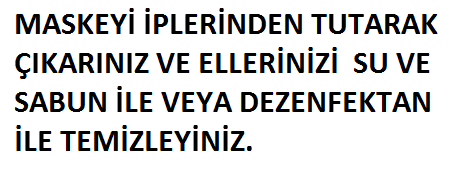 MASKEYİ İPLERİNDEN TUTARAK
ÇIKARINIZ VE ELLERİNİZİ  SU VE
SABUN İLE VEYA DEZENFEKTAN
İLE TEMİZLEYİNİZ.